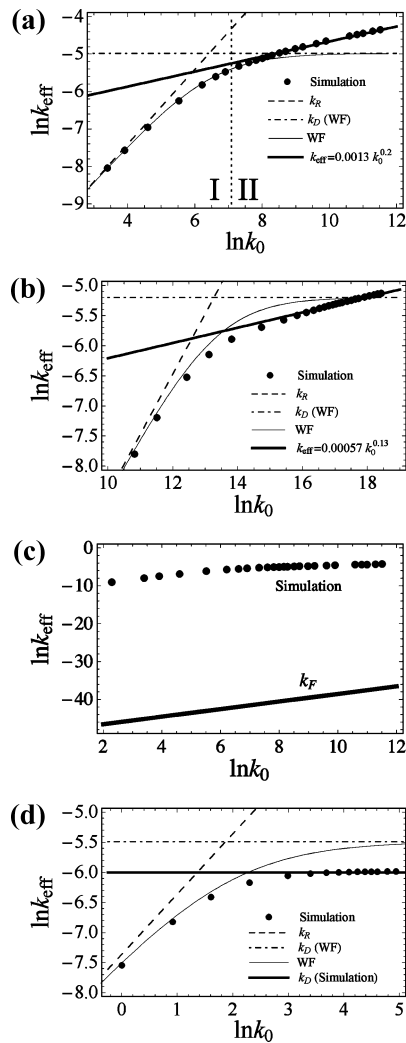 (a)
-4
-5
-6
-7
-8
-9
lnk_eff
Simulation
k_R
k_D (WF)
WF
k_eff=0.0013 k_0^0.2
I II
4 6 8 10 12
lnk_0
(b)
-5.0
-5.5
-6.0
-6.5
-7.0
-7.5
-8.0
lnk_eff
Simulation
k_R
k_D (WF)
WF
k_eff=0.00057 k_0^0.13
10 12 14 16 18
lnk_0
(c)
0
-10
-20
-30
-40
lnk_eff
Simulation
k_F
2 4 6 8 10 12
lnk_0
(d)
-5.0
-5.5
-6.0
-6.5
-7.0
-7.5
-8.0
lnk_eff
Simulation
k_R
k_D (WF)
WF
k_D (Simulation)
0 1 2 3 4 5
lnk_0